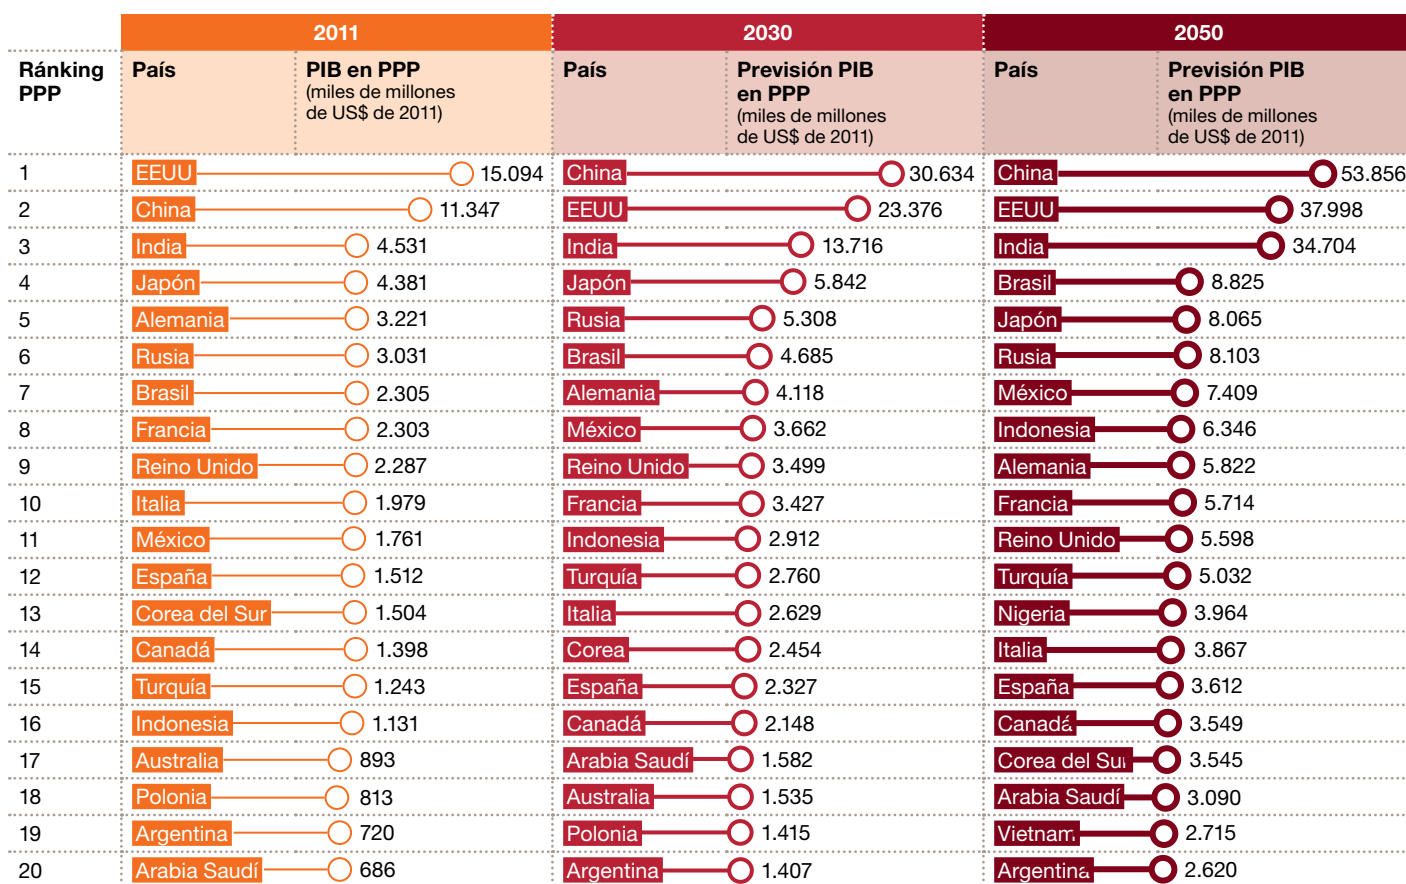 2011 2030 2050
Ránking PPP País PIB en PPP (miles de millones de US$ de 2011) País Previsión PIB en PPP (miles de millones de US$ de 2011) País Previsión PIB en PPP (miles de millones de US$ de 2011)
1 EEUU 15.094 China 30.634 China 53.856
2 China 11.347 EEUU 23.376 EEUU 37.998
3 India 4.531 India 13.716 India 34.704
4 Japón 4.381 Japón 5.842 Brasil 8.825
5 Alemania 3.221 Rusia 5.308 Japón 8.065
6 Rusia 3.031 Brasil 4.685 Rusia 8.103
7 Brasil 2.305 Alemania 4.118 México 7.409
8 Francia 2.303 México 3.662 Indonesia 6.346
9 Reino Unido 2.287 Reino Unido 3.499 Alemania 5.822
10 Italia 1.979 Francia 3.427 Francia 5.714
11 México 1.761 Indonesia 2.912 Reino Unido 5.598
12 España 1.512 Turquía 2.760 Turquía 5.032
13 Corea del Sur 1.504 Italia 2.629 Nigeria 3.964
14 Canadá 1.398 Corea 2.454 Italia 3.867
15 Turquía 1.243 España 2.327 España 3.612
16 Indonesia 1.131 Canadá 2.148 Canadá 3.549
17 Australia 893 Arabia Saudí 1.582 Corea del Sur 3.545
18 Polonia 813 Australia 1.535 Arabia Saudí 3.090
19 Argentina 720 Polonia 1.415 Vietnam 2.715
20 Arabia Saudí 686 Argentina 1.407 Argentina 2.620